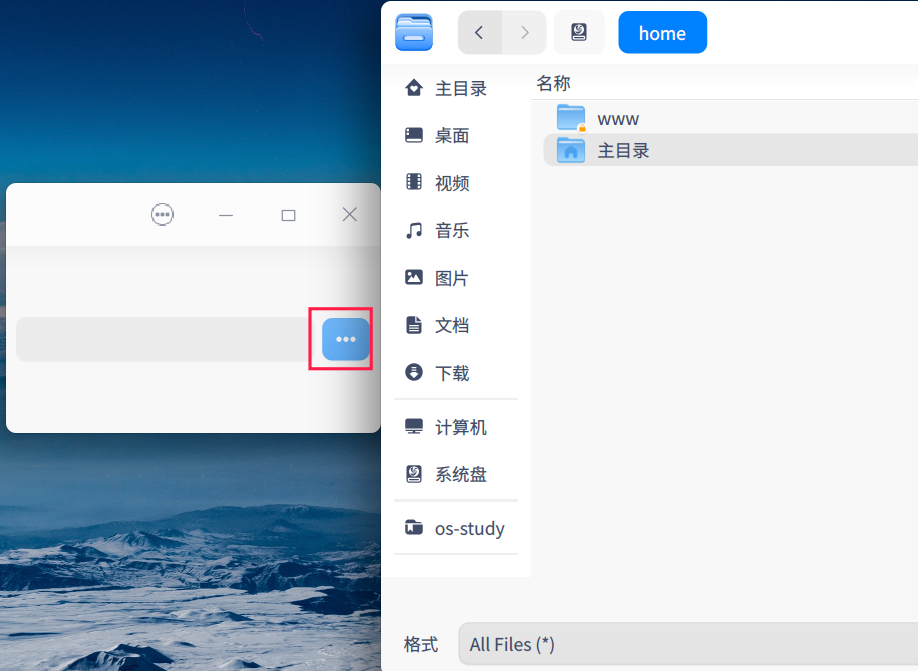 home
主目录
桌面
视频
音乐
图片
文档
下载
计算机
系统盘
os-study
名称
www
主目录
格式
All Files (*)